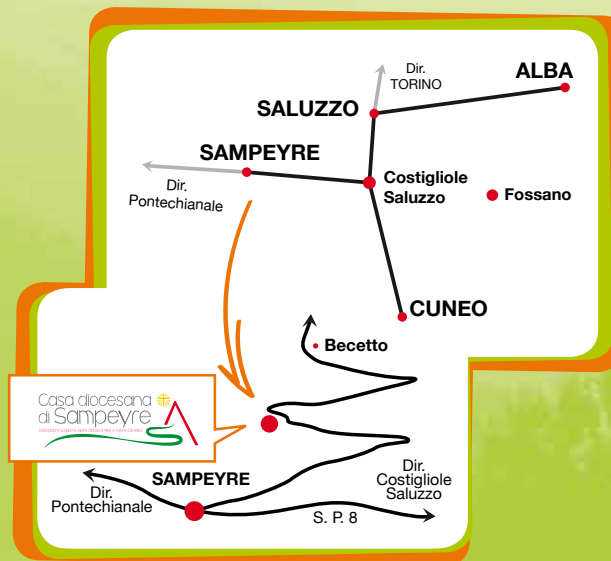 Dir.
TORINO
ALBA
SALUZZO
SAMPEYRE
Dir.
Pontechianale
Costigliole
Saluzzo
Fossano
CUNEO
Becetto
Casa diocesana
di Sampeyre
SAMPEYRE
Dir.
Pontechianale
Dir.
Costigliole
Saluzzo
S. P. 8